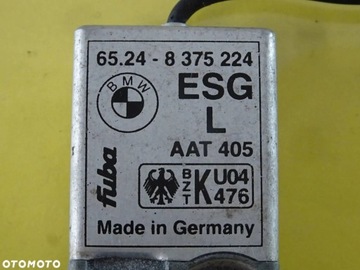 65.24 - 8 375 224
BMW
ESG
L
AAT 405
fuba
BZT K U04 476
Made in Germany
OTOMOTO